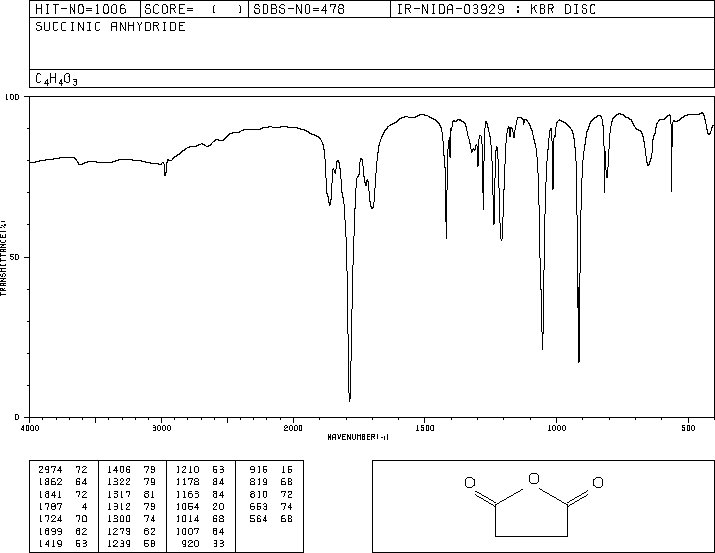 HIT-NO=1006 SCORE= ( ) SDBS-NO=478 IR-NIDA-03929 : KBR DISC
SUCCINIC ANHYDRIDE
C4H4O3
100
50
0
TRANSMITTANCE(%)
4000 3000 2000 1500 1000 500
WAVENUMBER(-1)
O O O
2974 72 1406 79 1210 53 916 16
1862 64 1322 79 1178 84 819 68
1841 72 1317 81 1163 84 810 72
1787 4 1312 79 1054 20 653 74
1724 70 1300 74 1014 68 564 68
1699 62 1279 62 1007 84
1419 53 1239 58 920 33